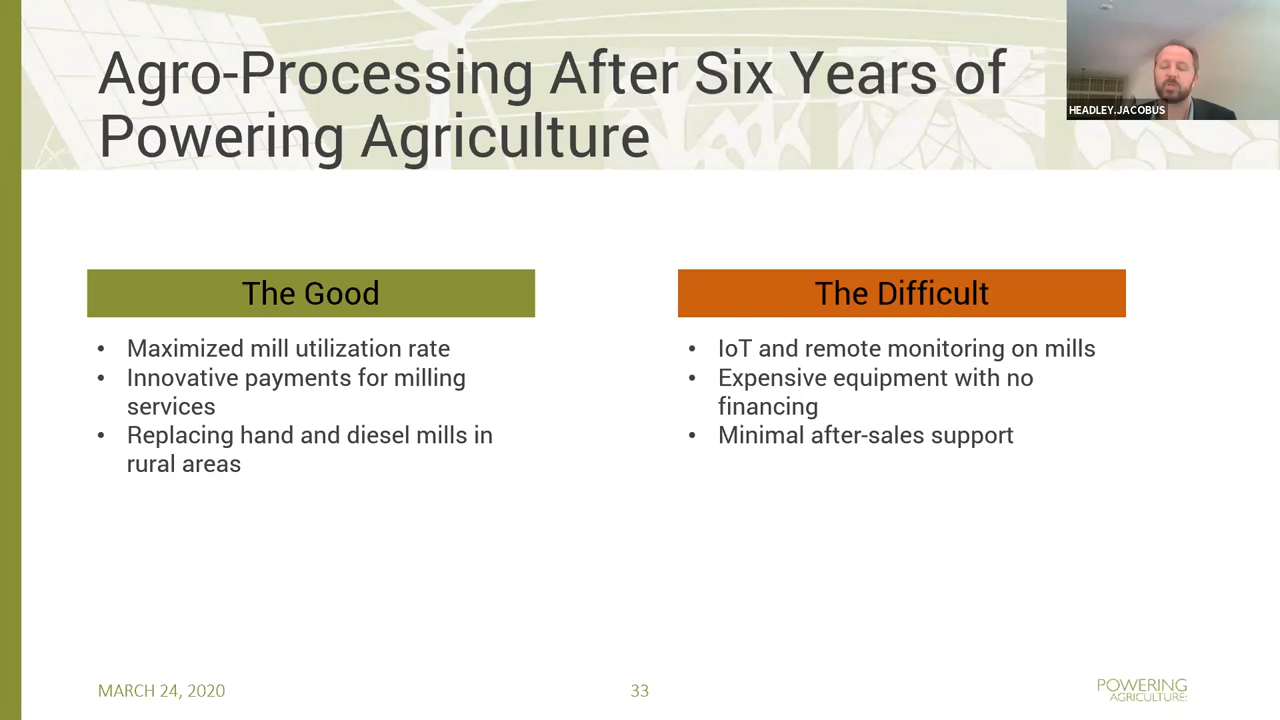 Agro-Processing After Six Years of
Powering Agriculture
HEADLEY.JACOBUS
The Good
• Maximized mill utilization rate
• Innovative payments for milling
services
• Replacing hand and diesel mills in
rural areas
The Difficult
• IoT and remote monitoring on mills
• Expensive equipment with no
financing
• Minimal after-sales support
MARCH 24, 2020
33
POWERING
AGRICULTURE: